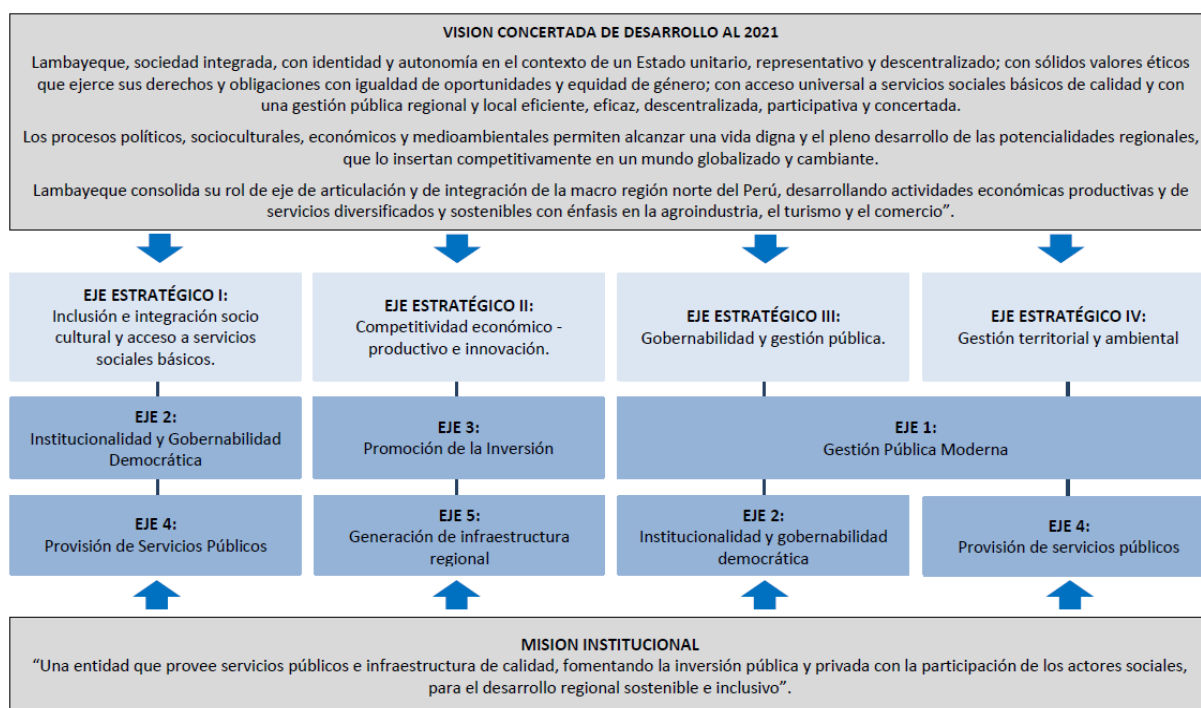 VISION CONCERTADA DE DESARROLLO AL 2021
Lambayeque, sociedad integrada, con identidad y autonomía en el contexto de un Estado unitario, representativo y descentralizado; con sólidos valores éticos
que ejerce sus derechos y obligaciones con igualdad de oportunidades y equidad de género; con acceso universal a servicios sociales básicos de calidad y con
una gestión pública regional y local eficiente, eficaz, descentralizada, participativa y concertada.
Los procesos políticos, socioculturales, económicos y medioambientales permiten alcanzar una vida digna y el pleno desarrollo de las potencialidades regionales,
que lo insertan competitivamente en un mundo globalizado y cambiante.
Lambayeque consolida su rol de eje de articulación y de integración de la macro región norte del Perú, desarrollando actividades económicas productivas y de
servicios diversificados y sostenibles con énfasis en la agroindustria, el turismo y el comercio”.
EJE ESTRATÉGICO I:
Inclusión e integración socio
cultural y acceso a servicios
sociales básicos.
EJE ESTRATÉGICO II:
Competitividad económico -
productivo e innovación.
EJE ESTRATÉGICO III:
Gobernabilidad y gestión pública.
EJE ESTRATÉGICO IV:
Gestión territorial y ambiental
EJE 2:
Institucionalidad y Gobernabilidad
Democrática
EJE 3:
Promoción de la Inversión
EJE 1:
Gestión Pública Moderna
EJE 4:
Provisión de Servicios Públicos
EJE 5:
Generación de infraestructura
regional
EJE 2:
Institucionalidad y gobernabilidad
democrática
EJE 4:
Provisión de servicios públicos
MISION INSTITUCIONAL
“Una entidad que provee servicios públicos e infraestructura de calidad, fomentando la inversión pública y privada con la participación de los actores sociales,
para el desarrollo regional sostenible e inclusivo”.